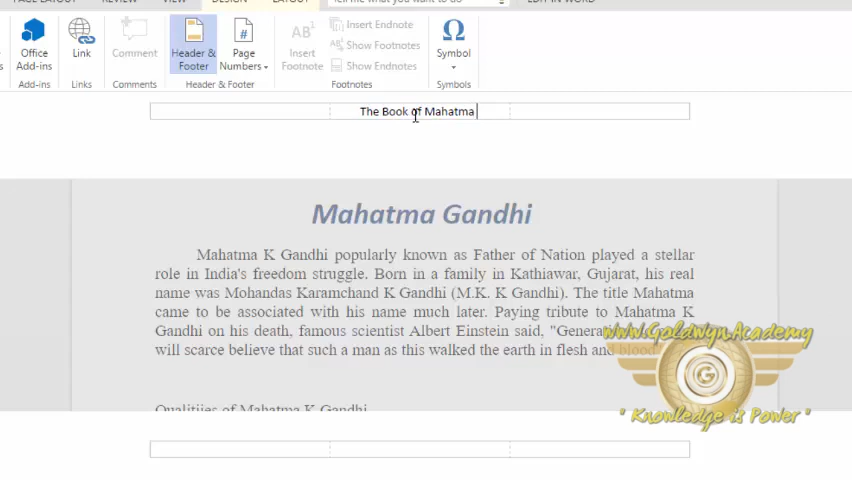 PAGE LAYOUT REVIEW VIEW DESIGN LAYOUT Tell me what you want to do EDIT IN WORD
Office Add-ins
Link
Comment
Header & Footer
Page Numbers
Insert Footnote
Insert Endnote
Show Footnotes
Show Endnotes
Symbol
Add-ins Links Comments Header & Footer Footnotes Symbols
The Book of Mahatma
Mahatma Gandhi
Mahatma K Gandhi popularly known as Father of Nation played a stellar
role in India's freedom struggle. Born in a family in Kathiawar, Gujarat, his real
name was Mohandas Karamchand K Gandhi (M.K. K Gandhi). The title Mahatma
came to be associated with his name much later. Paying tribute to Mahatma K
Gandhi on his death, famous scientist Albert Einstein said, "Genera
will scarce believe that such a man as this walked the earth in flesh and blood
Qualitiies of Mahatma K Gandhi
www.Goldwyn.Academy
G
" Knowledge is Power "